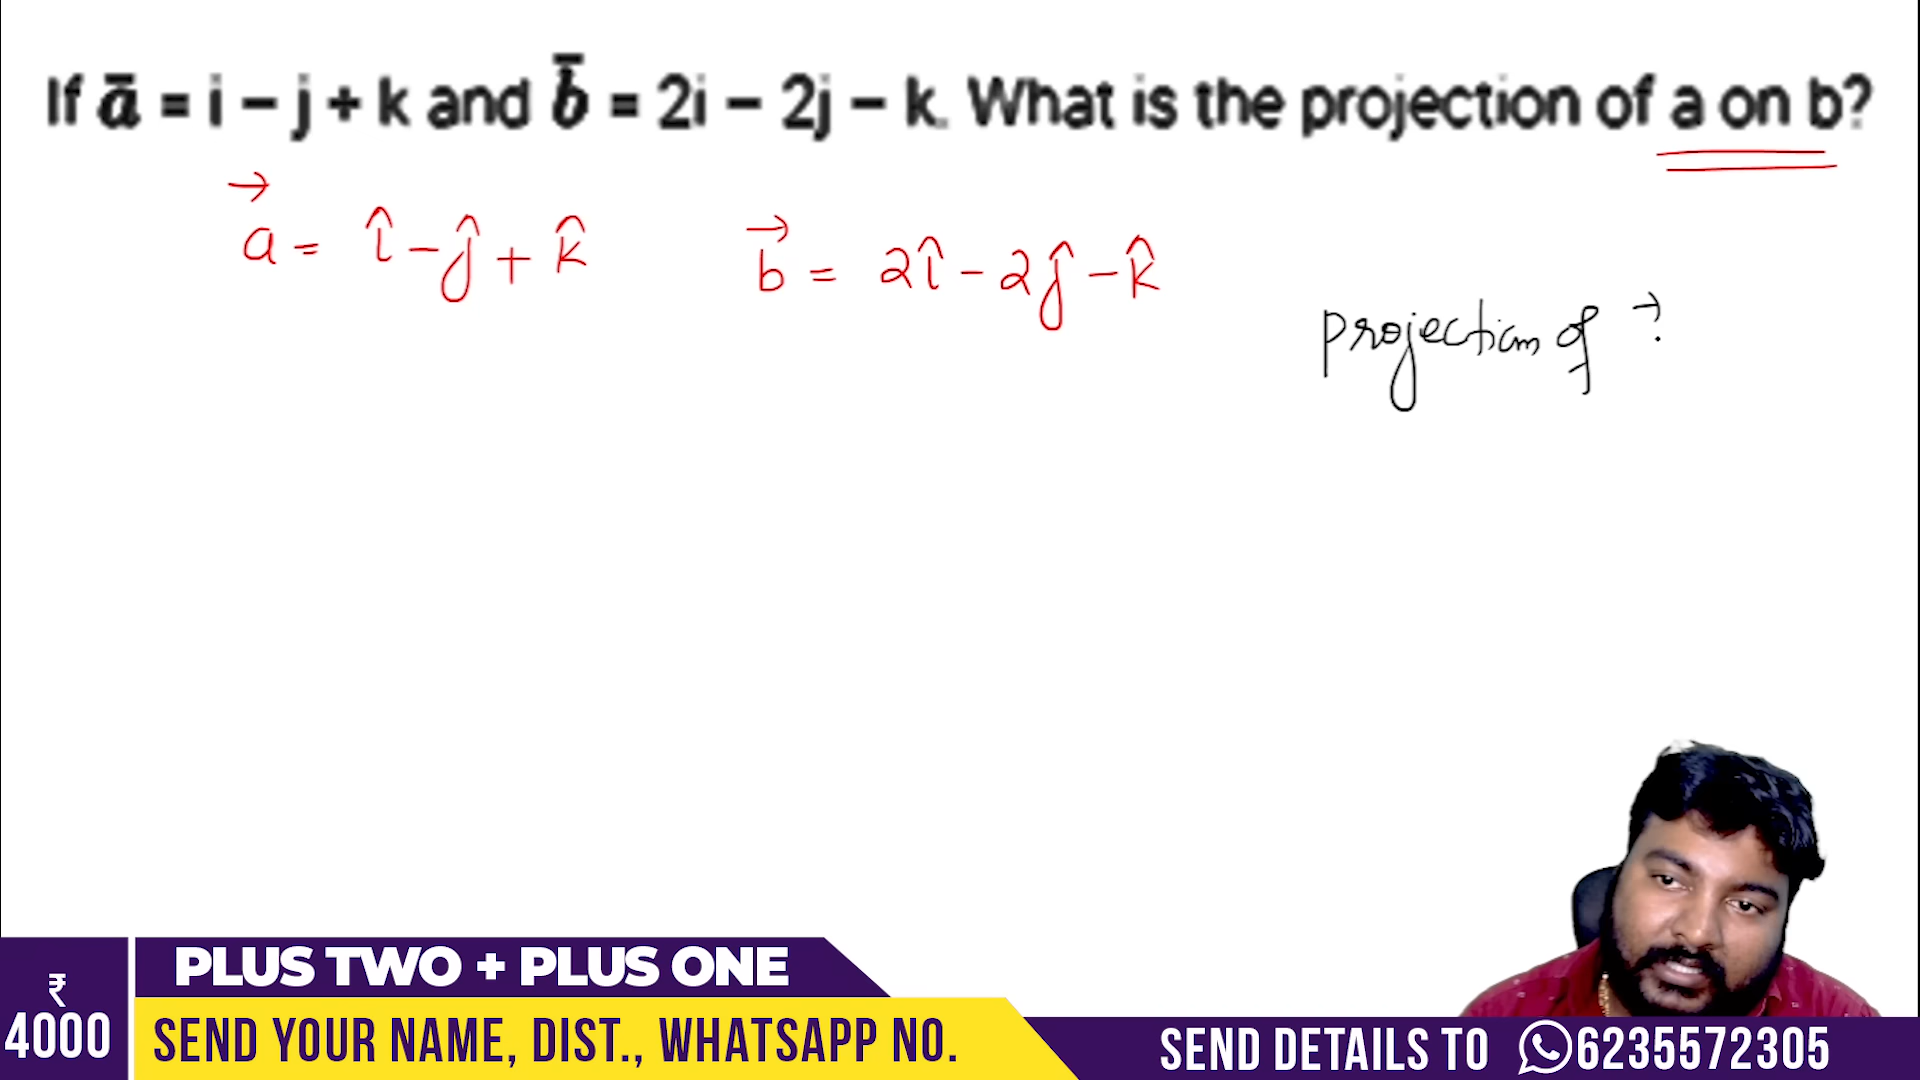 If a̅ = i − j + k and b̅ = 2i − 2j − k. What is the projection of a on b?
a⃗ = î − ĵ + k̂
b⃗ = 2î − 2ĵ − k̂
projection of
₹
4000
PLUS TWO + PLUS ONE
SEND YOUR NAME, DIST., WHATSAPP NO.
SEND DETAILS TO 6235572305